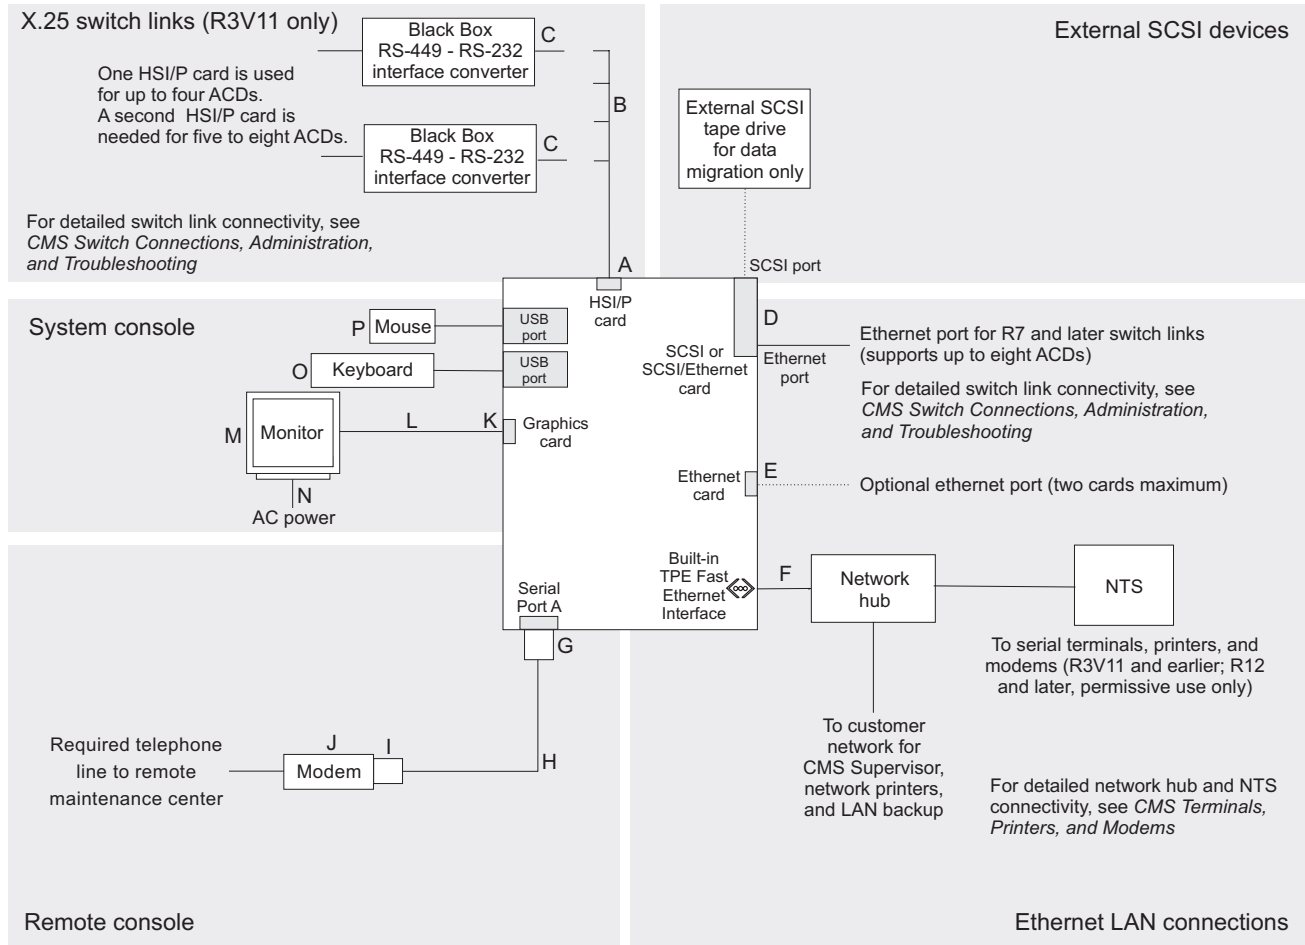 X.25 switch links (R3V11 only)
Black Box
RS-449 - RS-232
interface converter
C
One HSI/P card is used
for up to four ACDs.
A second  HSI/P card is
needed for five to eight ACDs.
B
Black Box
RS-449 - RS-232
interface converter
C
For detailed switch link connectivity, see
CMS Switch Connections, Administration,
and Troubleshooting
A
External SCSI devices
External SCSI
tape drive
for data
migration only
SCSI port
HSI/P
card
System console
P
Mouse
USB
port
O
Keyboard
USB
port
M
Monitor
L
K
Graphics
card
N
AC power
D
SCSI or
SCSI/Ethernet
card
Ethernet
port
Ethernet port for R7 and later switch links
(supports up to eight ACDs)
For detailed switch link connectivity, see
CMS Switch Connections, Administration,
and Troubleshooting
Ethernet
card
E
Optional ethernet port (two cards maximum)
Built-in
TPE Fast
Ethernet
Interface
F
Network
hub
NTS
To serial terminals, printers, and
modems (R3V11 and earlier; R12
and later, permissive use only)
To customer
network for
CMS Supervisor,
network printers,
and LAN backup
For detailed network hub and NTS
connectivity, see CMS Terminals,
Printers, and Modems
Ethernet LAN connections
Serial
Port A
G
H
I
J
Modem
Required telephone
line to remote
maintenance center
Remote console